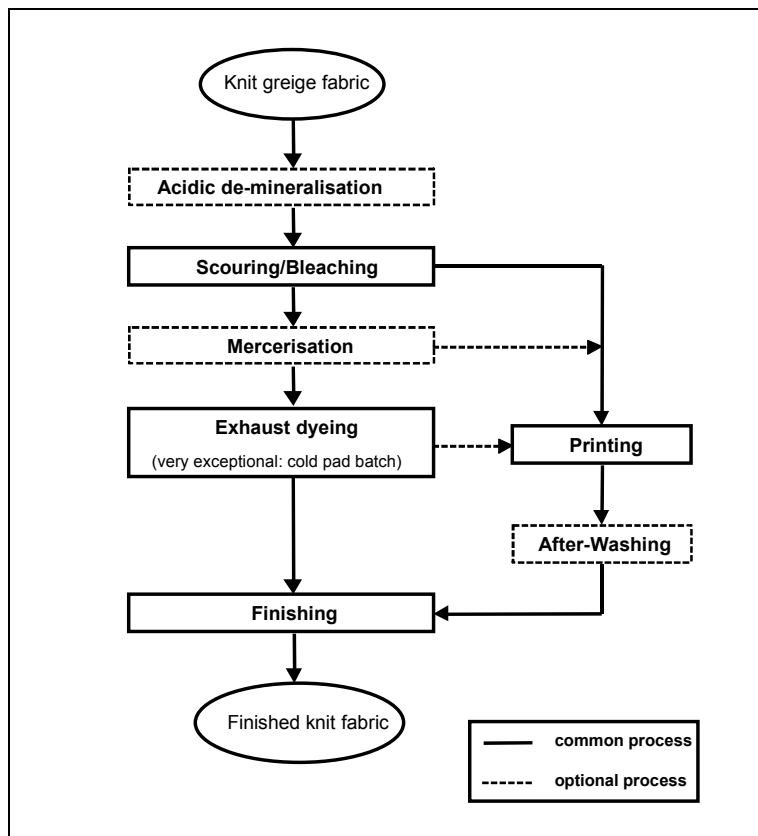 Knit greige fabric
Acidic de-mineralisation
Scouring/Bleaching
Mercerisation
Exhaust dyeing
(very exceptional: cold pad batch)
Printing
After-Washing
Finishing
Finished knit fabric
common process
optional process